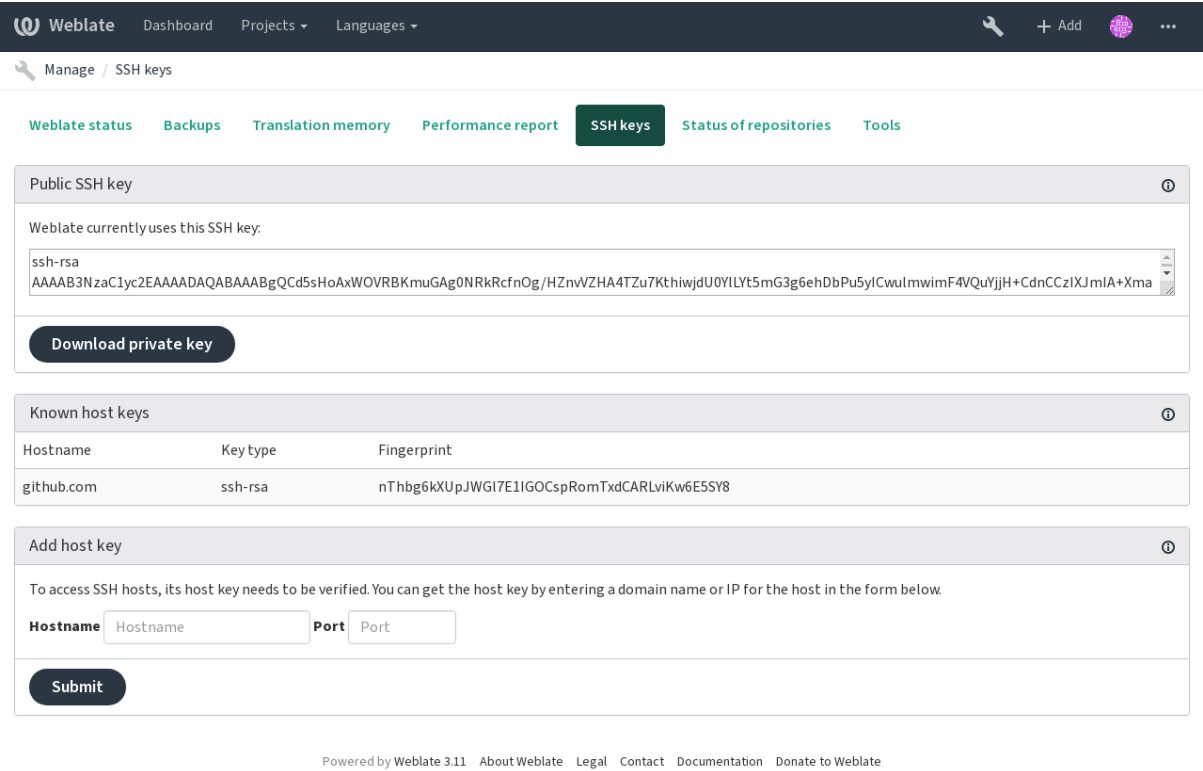 Weblate Dashboard Projects Languages Add
Manage / SSH keys
Weblate status Backups Translation memory Performance report SSH keys Status of repositories Tools
Public SSH key
Weblate currently uses this SSH key:
ssh-rsa
AAAAB3NzaC1yc2EAAAADAQABAAABgQCd5sHoAxWOVRBKmuGAg0NRkRcfnOg/HZnvVZHA4TZu7KthiwjdU0YlLYt5mG3g6ehDbPu5yICwulmwimF4VQuYjjH+CdnCCzIXJmIA+Xma
Download private key
Known host keys
Hostname Key type Fingerprint
github.com ssh-rsa nThbg6kXUpJWGl7E1IGOCspRomTxdCARLviKw6E5SY8
Add host key
To access SSH hosts, its host key needs to be verified. You can get the host key by entering a domain name or IP for the host in the form below.
Hostname Hostname Port Port
Submit
Powered by Weblate 3.11 About Weblate Legal Contact Documentation Donate to Weblate